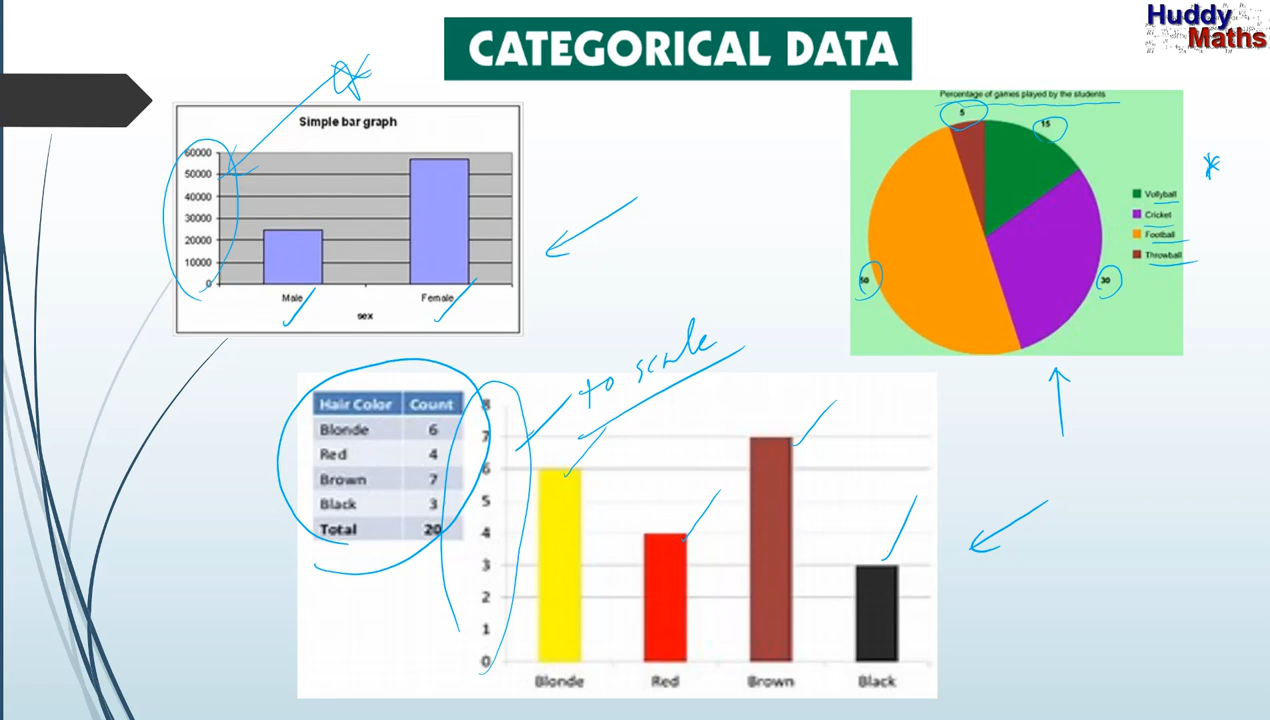 CATEGORICAL DATA
Huddy
Maths
Simple bar graph
60000
50000
40000
30000
20000
10000
0
Male Female
sex
Percentage of games played by the students
5
15
30
50
Vollyball
Cricket
Football
Throwball
to scale
Hair Color Count
Blonde 6
Red 4
Brown 7
Black 3
Total 20
8
7
6
5
4
3
2
1
0
Blonde Red Brown Black